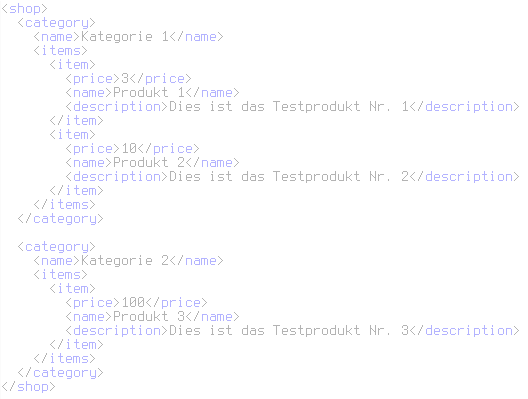 <shop>
  <category>
    <name>Kategorie 1</name>
    <items>
      <item>
        <price>3</price>
        <name>Produkt 1</name>
        <description>Dies ist das Testprodukt Nr. 1</description>
      </item>
      <item>
        <price>10</price>
        <name>Produkt 2</name>
        <description>Dies ist das Testprodukt Nr. 2</description>
      </item>
    </items>
  </category>

  <category>
    <name>Kategorie 2</name>
    <items>
      <item>
        <price>100</price>
        <name>Produkt 3</name>
        <description>Dies ist das Testprodukt Nr. 3</description>
      </item>
    </items>
  </category>
</shop>